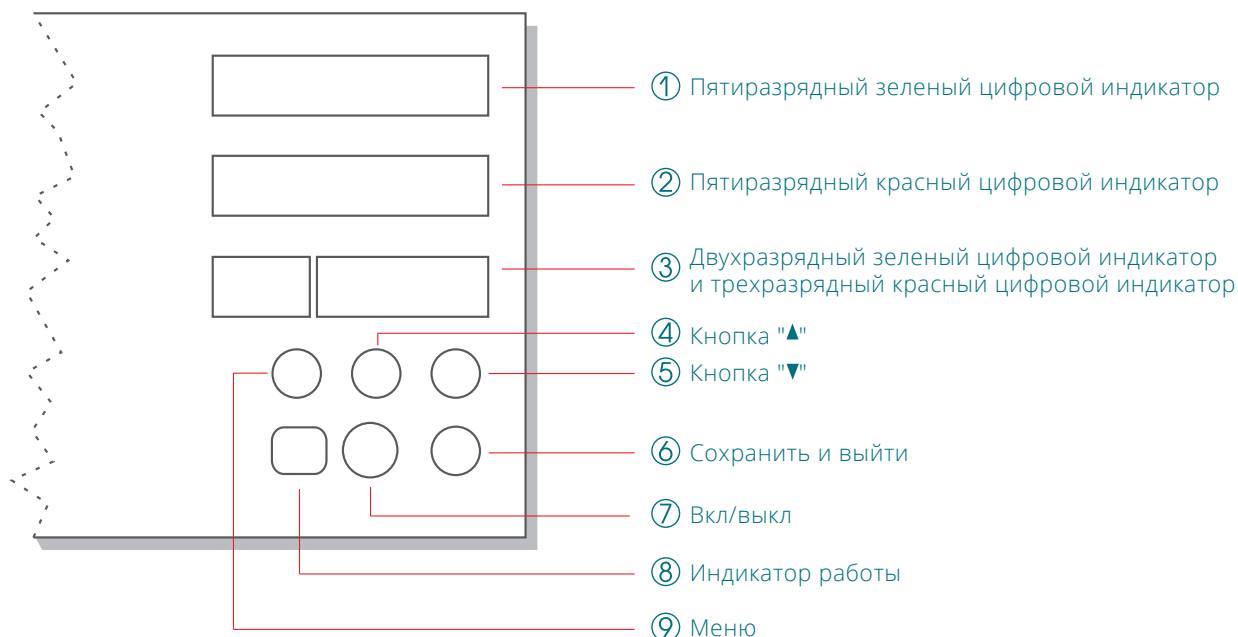 ① Пятиразрядный зеленый цифровой индикатор
② Пятиразрядный красный цифровой индикатор
③ Двухразрядный зеленый цифровой индикатор
и трехразрядный красный цифровой индикатор
④ Кнопка "▲"
⑤ Кнопка "▼"
⑥ Сохранить и выйти
⑦ Вкл/выкл
⑧ Индикатор работы
⑨ Меню